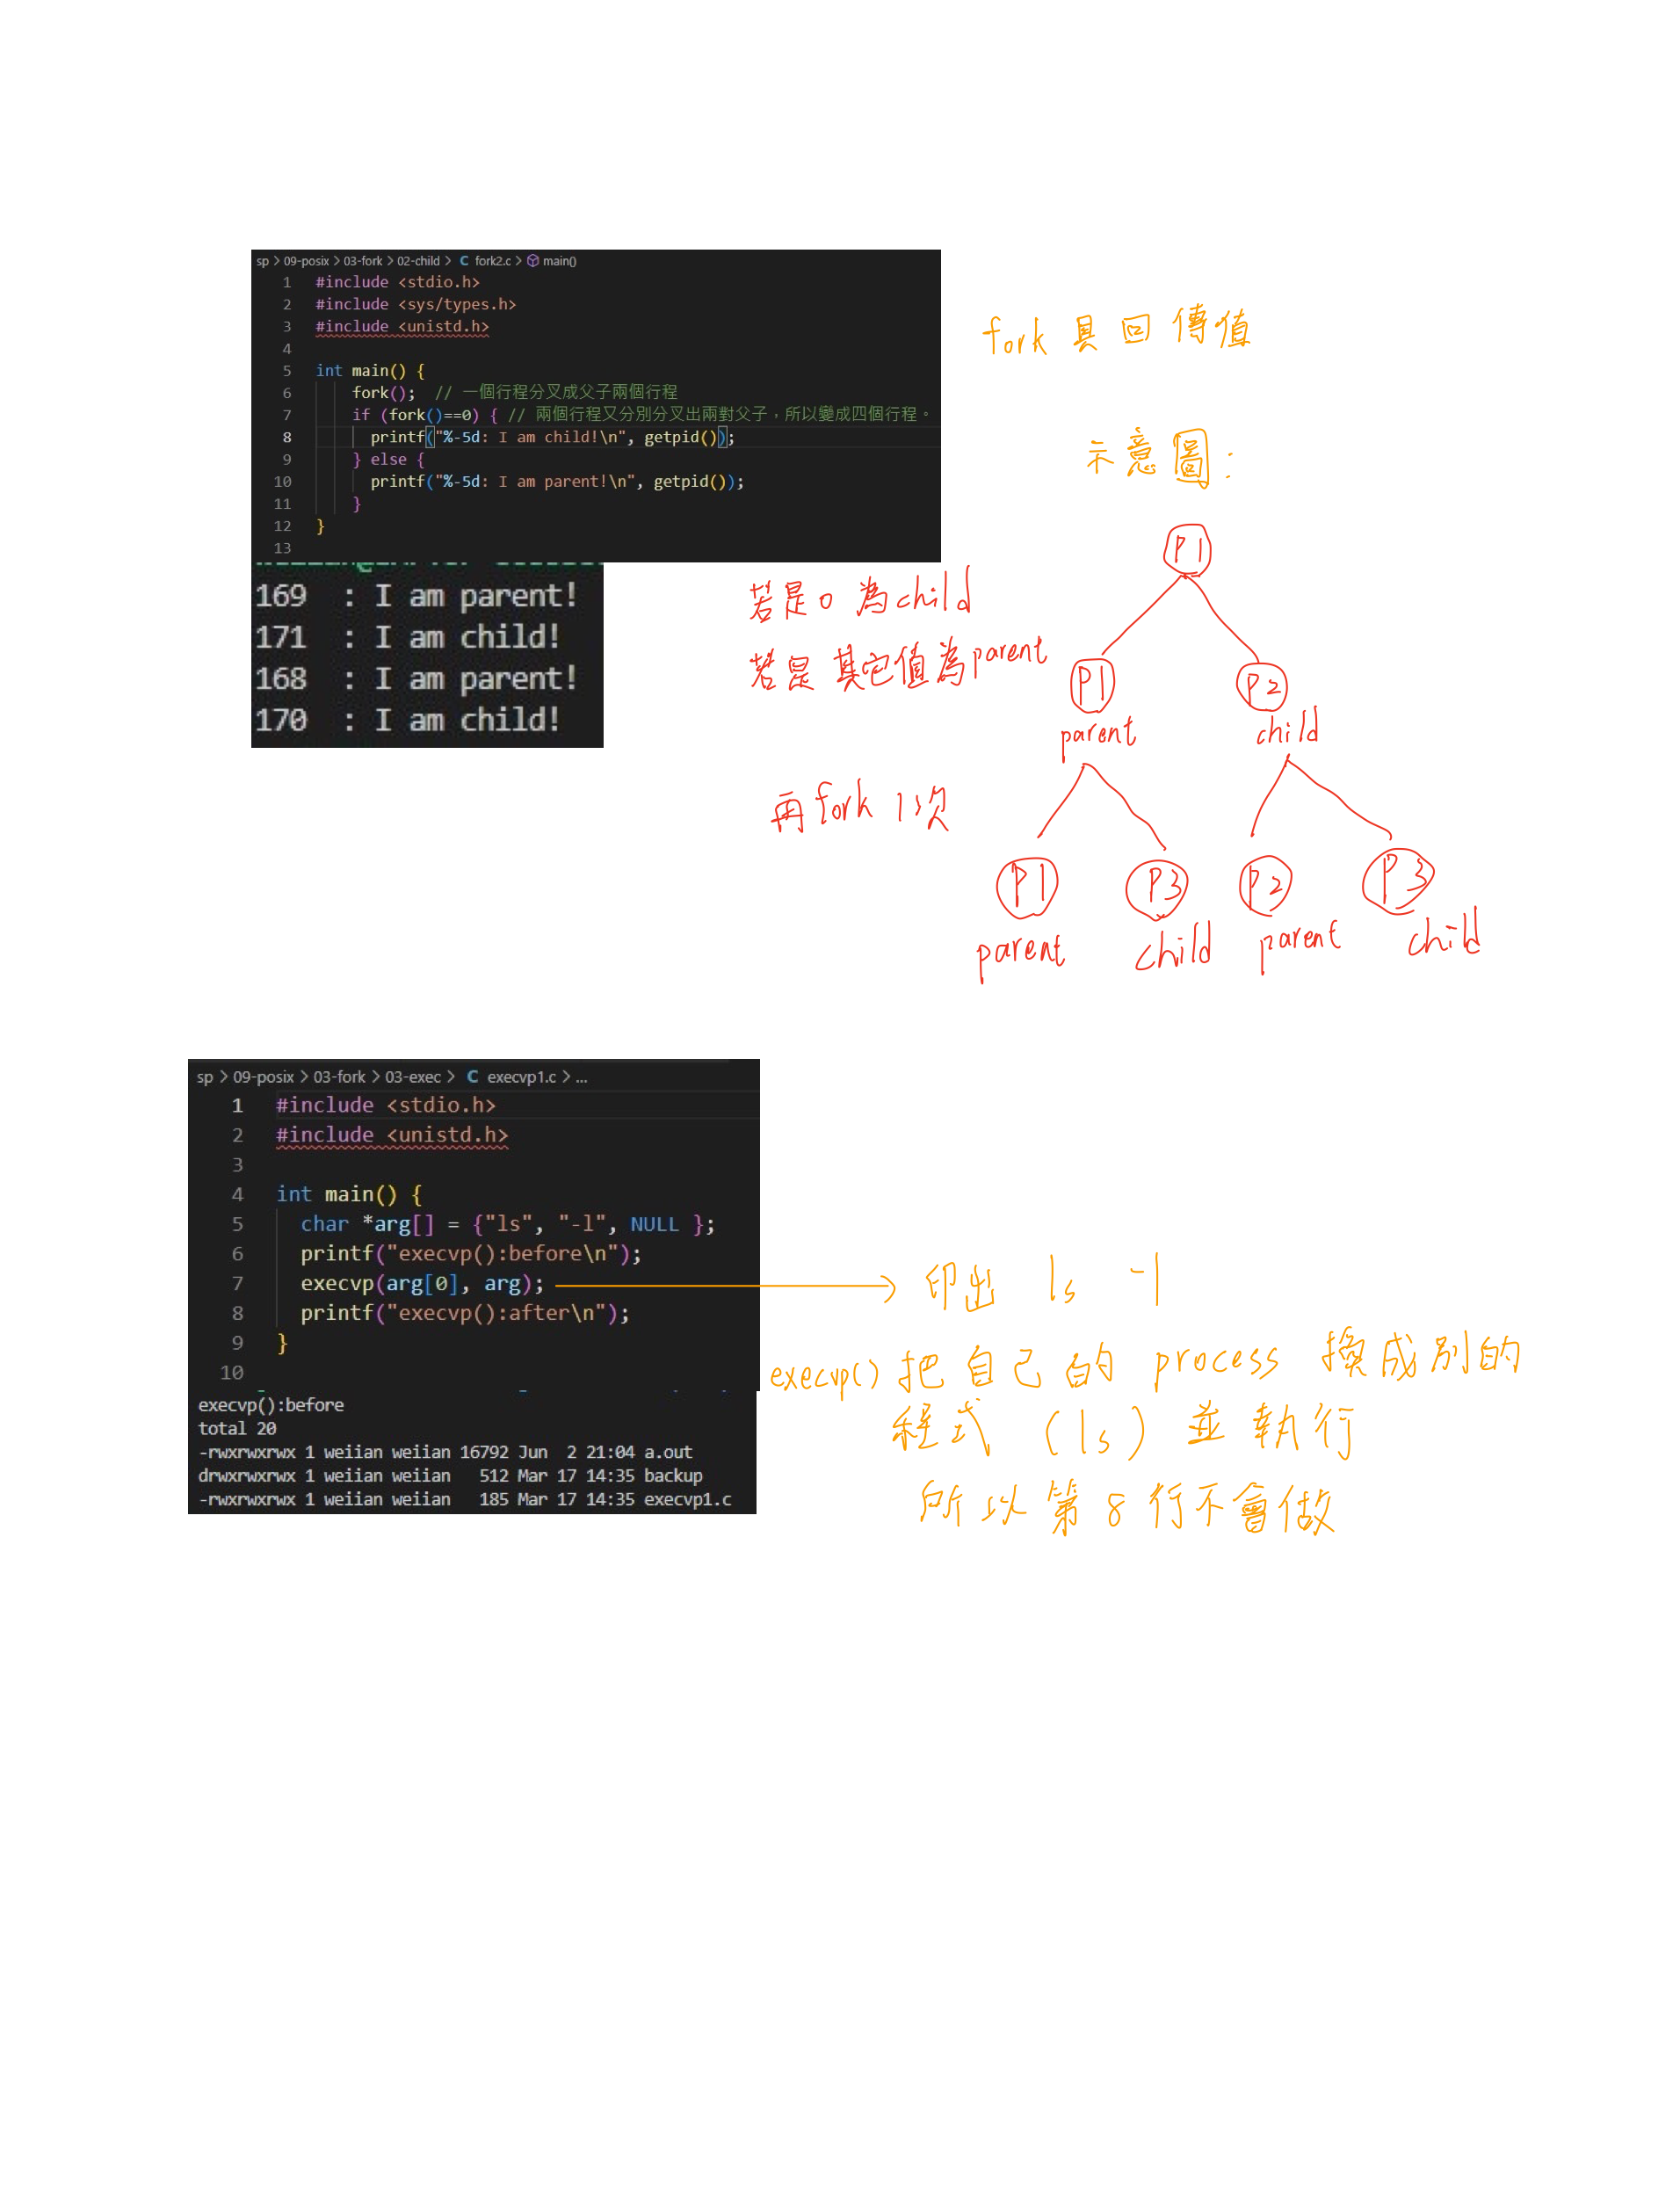 sp > 09-posix > 03-fork > 02-child > C fork2.c > main()
1 #include <stdio.h>
2 #include <sys/types.h>
3 #include <unistd.h>
4
5 int main() {
6 fork(); // 一個行程分叉成父子兩個行程
7 if (fork()==0) { // 兩個行程又分別分叉出兩對父子，所以變成四個行程。
8 printf("%-5d: I am child!\n", getpid());
9 } else {
10 printf("%-5d: I am parent!\n", getpid());
11 }
12 }
13
169 : I am parent!
171 : I am child!
168 : I am parent!
170 : I am child!
fork 具回傳值
示意圖:
若是0為child
若是其它值為parent
再fork 1次
P1
P1 P2
parent child
P1 P3 P2 P3
parent child parent child
sp > 09-posix > 03-fork > 03-exec > C execvp1.c > ...
1 #include <stdio.h>
2 #include <unistd.h>
3
4 int main() {
5 char *arg[] = {"ls", "-l", NULL };
6 printf("execvp():before\n");
7 execvp(arg[0], arg);
8 printf("execvp():after\n");
9 }
10
execvp():before
total 20
-rwxrwxrwx 1 weiian weiian 16792 Jun 2 21:04 a.out
drwxrwxrwx 1 weiian weiian 512 Mar 17 14:35 backup
-rwxrwxrwx 1 weiian weiian 185 Mar 17 14:35 execvp1.c
印出 ls -l
execvp() 把自己的 process 換成別的
程式 (ls) 並執行
所以第8行不會做